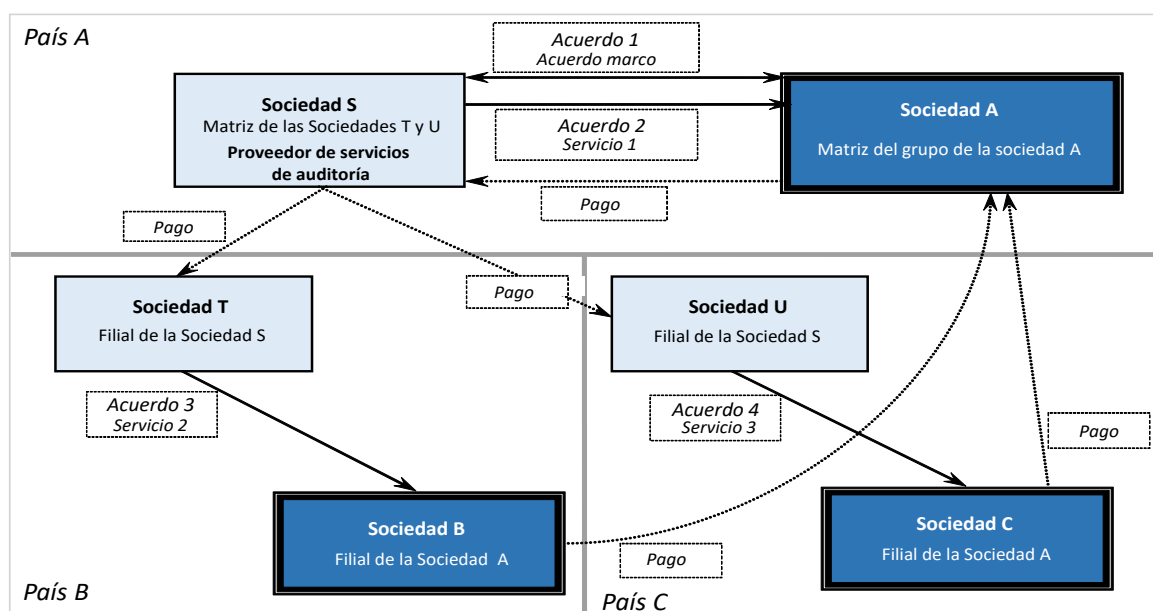 País A
Acuerdo 1
Acuerdo marco
Sociedad S
Matriz de las Sociedades T y U
Proveedor de servicios
de auditoría
Acuerdo 2
Servicio 1
Pago
Sociedad A
Matriz del grupo de la sociedad A
Pago
Pago
Sociedad T
Filial de la Sociedad S
Sociedad U
Filial de la Sociedad S
Acuerdo 3
Servicio 2
Acuerdo 4
Servicio 3
Pago
Sociedad B
Filial de la Sociedad A
Pago
Sociedad C
Filial de la Sociedad A
País B
País C